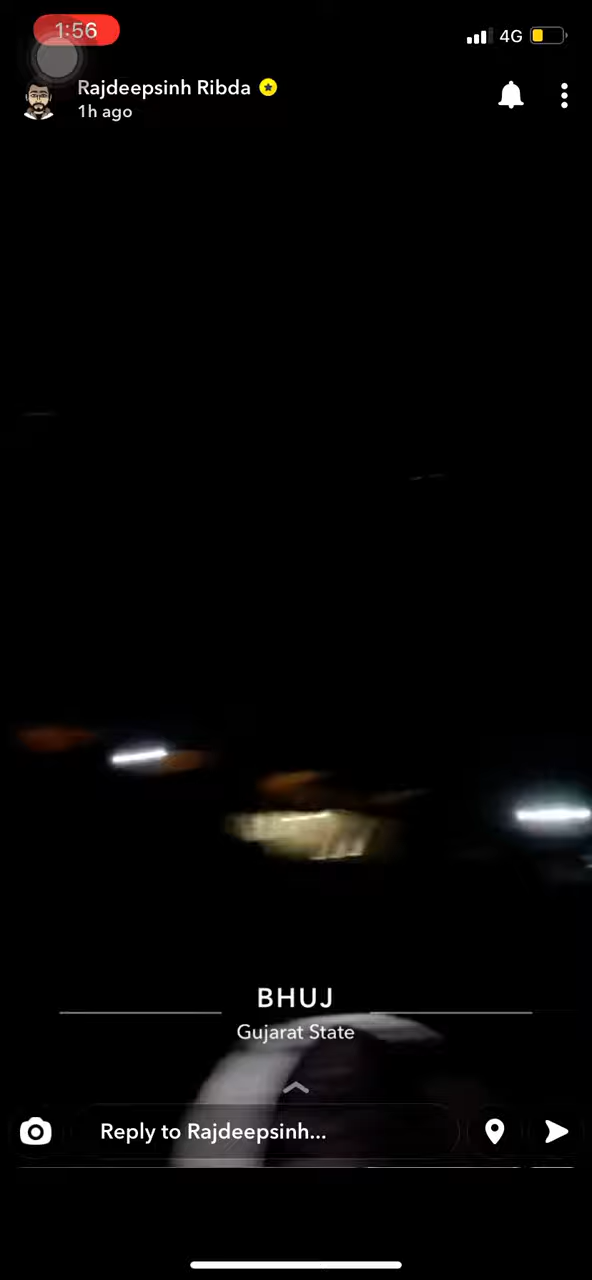 1:56
4G
Rajdeepsinh Ribda
1h ago
BHUJ
Gujarat State
Reply to Rajdeepsinh...